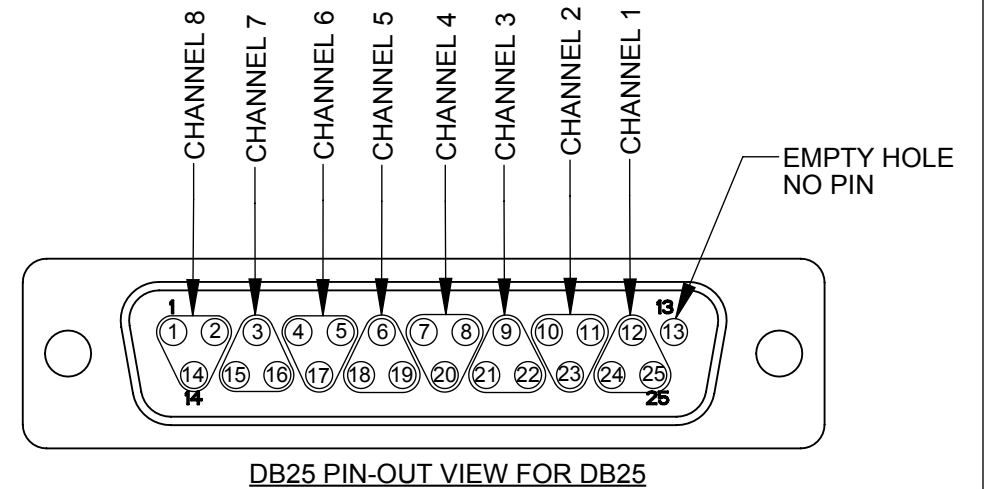 CHANNEL 8
CHANNEL 7
CHANNEL 6
CHANNEL 5
CHANNEL 4
CHANNEL 3
CHANNEL 2
CHANNEL 1
EMPTY HOLE
NO PIN
1 13
1 2 3 4 5 6 7 8 9 10 11 12 13
14 15 16 17 18 19 20 21 22 23 24 25
14 25
DB25 PIN-OUT VIEW FOR DB25